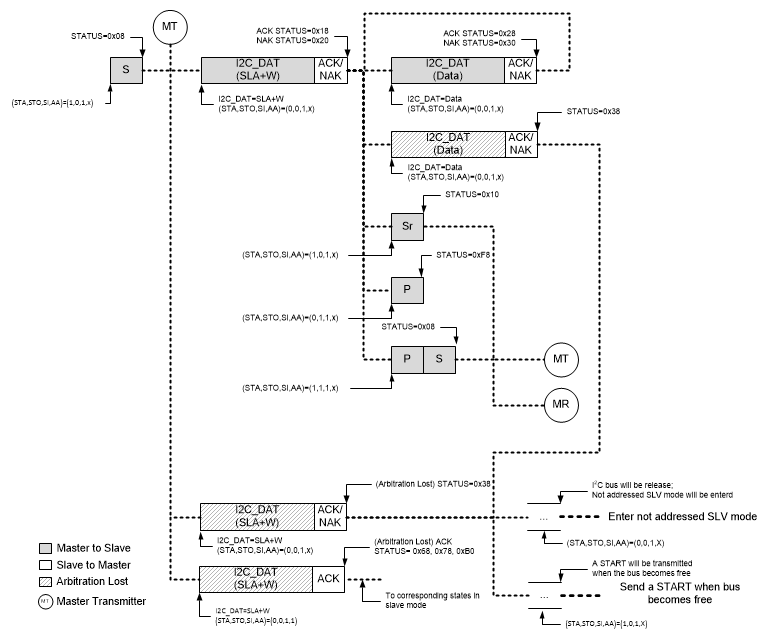 MT
STATUS=0x08
ACK STATUS=0x18
NAK STATUS=0x20
ACK STATUS=0x28
NAK STATUS=0x30
S
I2C_DAT
(SLA+W)
ACK/
NAK
I2C_DAT
(Data)
ACK/
NAK
(STA,STO,SI,AA)=(1,0,1,x)
I2C_DAT=SLA+W
(STA,STO,SI,AA)=(0,0,1,x)
I2C_DAT=Data
(STA,STO,SI,AA)=(0,0,1,x)
STATUS=0x38
I2C_DAT
(Data)
ACK/
NAK
I2C_DAT=Data
(STA,STO,SI,AA)=(0,0,1,x)
STATUS=0x10
Sr
(STA,STO,SI,AA)=(1,0,1,x)
STATUS=0xF8
P
(STA,STO,SI,AA)=(0,1,1,x)
STATUS=0x08
P
S
MT
(STA,STO,SI,AA)=(1,1,1,x)
MR
(Arbitration Lost) STATUS=0x38
I2C bus will be release;
Not addressed SLV mode will be enterd
I2C_DAT
(SLA+W)
ACK/
NAK
...
Enter not addressed SLV mode
I2C_DAT=SLA+W
(STA,STO,SI,AA)=(0,0,1,x)
(STA,STO,SI,AA)=(0,0,1,X)
(Arbitration Lost) ACK
STATUS= 0x68, 0x78, 0xB0
A START will be transmitted
when the bus becomes free
I2C_DAT
(SLA+W)
ACK
To corresponding states in
slave mode
...
Send a START when bus
becomes free
I2C_DAT=SLA+W
(STA,STO,SI,AA)=(0,0,1,1)
(STA,STO,SI,AA)=(1,0,1,X)
Master to Slave
Slave to Master
Arbitration Lost
MT
Master Transmitter